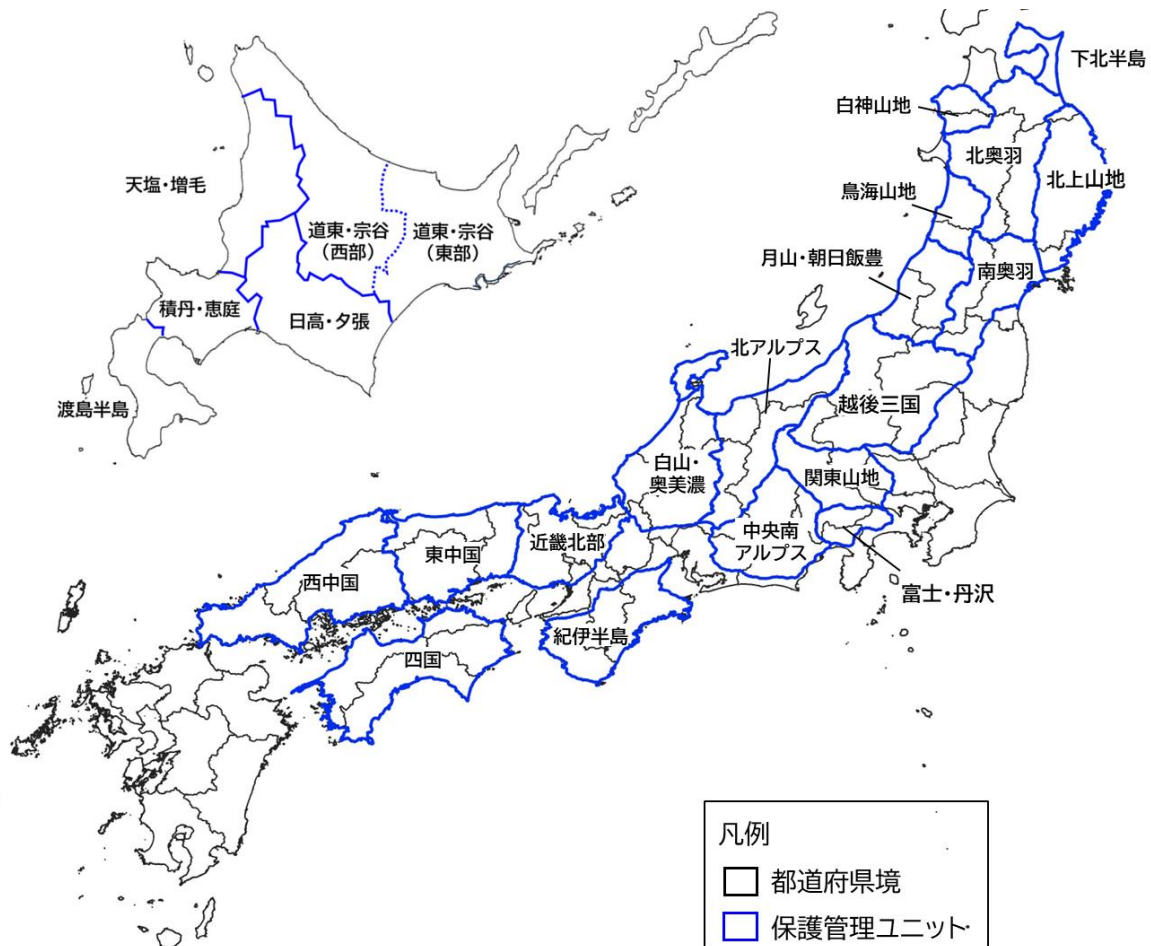 下北半島
白神山地
北奥羽
北上山地
鳥海山地
天塩・増毛
道東・宗谷
（西部）
道東・宗谷
（東部）
月山・朝日飯豊
南奥羽
積丹・恵庭
日高・夕張
北アルプス
渡島半島
越後三国
白山・
奥美濃
関東山地
中央南
アルプス
近畿北部
東中国
西中国
富士・丹沢
紀伊半島
四国
凡例
都道府県境
保護管理ユニット